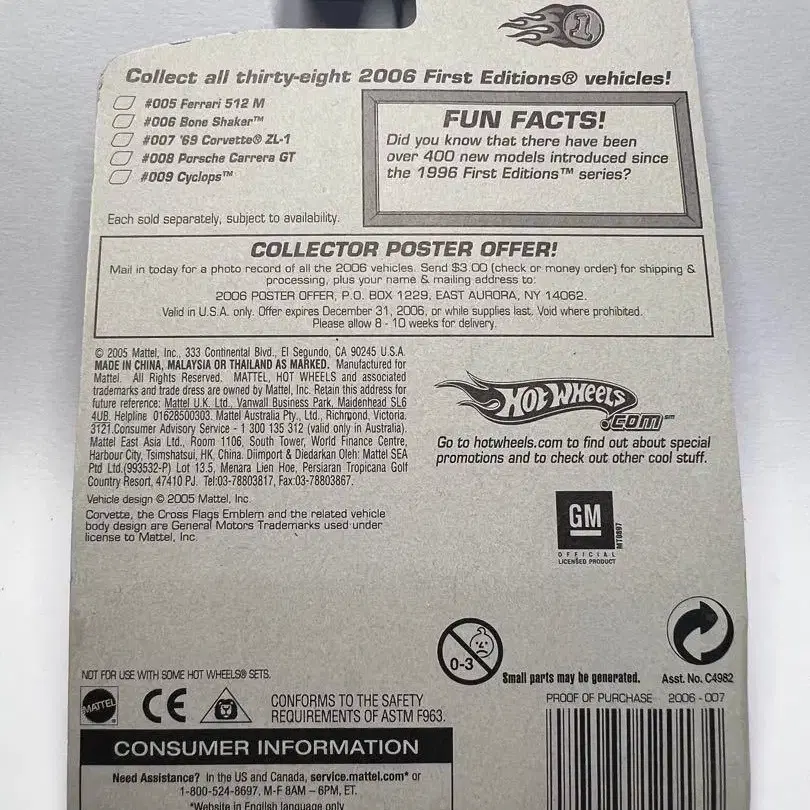 1
Collect all thirty-eight 2006 First Editions® vehicles!
#005 Ferrari 512 M
#006 Bone Shaker™
#007 '69 Corvette® ZL-1
#008 Porsche Carrera GT
#009 Cyclops™
FUN FACTS!
Did you know that there have been
over 400 new models introduced since
the 1996 First Editions™ series?
Each sold separately, subject to availability.
COLLECTOR POSTER OFFER!
Mail in today for a photo record of all the 2006 vehicles. Send $3.00 (check or money order) for shipping &
processing, plus your name & mailing address to:
2006 POSTER OFFER, P.O. BOX 1229, EAST AURORA, NY 14062.
Valid in U.S.A. only. Offer expires December 31, 2006, or while supplies last. Void where prohibited.
Please allow 8 - 10 weeks for delivery.
© 2005 Mattel, Inc., 333 Continental Blvd., El Segundo, CA 90245 U.S.A.
MADE IN CHINA, MALAYSIA OR THAILAND AS MARKED. Manufactured for
Mattel. All Rights Reserved. MATTEL, HOT WHEELS and associated
trademarks and trade dress are owned by Mattel, Inc. Retain this address for
future reference: Mattel U.K. Ltd., Vanwall Business Park, Maidenhead SL6
4UB. Helpline 01628500303. Mattel Australia Pty., Ltd., Richmond, Victoria.
3121.Consumer Advisory Service - 1 300 135 312 (valid only in Australia).
Mattel East Asia Ltd., Room 1106, South Tower, World Finance Centre,
Harbour City, Tsimshatsui, HK, China. Diimport & Diedarkan Oleh: Mattel SEA
Ptd Ltd.(993532-P) Lot 13.5, Menara Lien Hoe, Persiaran Tropicana Golf
Country Resort, 47410 PJ. Tel:03-78803817, Fax:03-78803867.
Vehicle design © 2005 Mattel, Inc.
Corvette, the Cross Flags Emblem and the related vehicle
body design are General Motors Trademarks used under
license to Mattel, Inc.
HOT WHEELS
.COM℠
Go to hotwheels.com to find out about special
promotions and to check out other cool stuff.
GM
OFFICIAL
LICENSED PRODUCT
MT0897
0-3
Small parts may be generated.
Asst. No. C4982
NOT FOR USE WITH SOME HOT WHEELS® SETS.
MATTEL
CE
CONFORMS TO THE SAFETY
REQUIREMENTS OF ASTM F963.
PROOF OF PURCHASE 2006 - 007
CONSUMER INFORMATION
Need Assistance? In the US and Canada, service.mattel.com* or
1-800-524-8697, M-F 8AM – 6PM, ET.
*Website in English language only